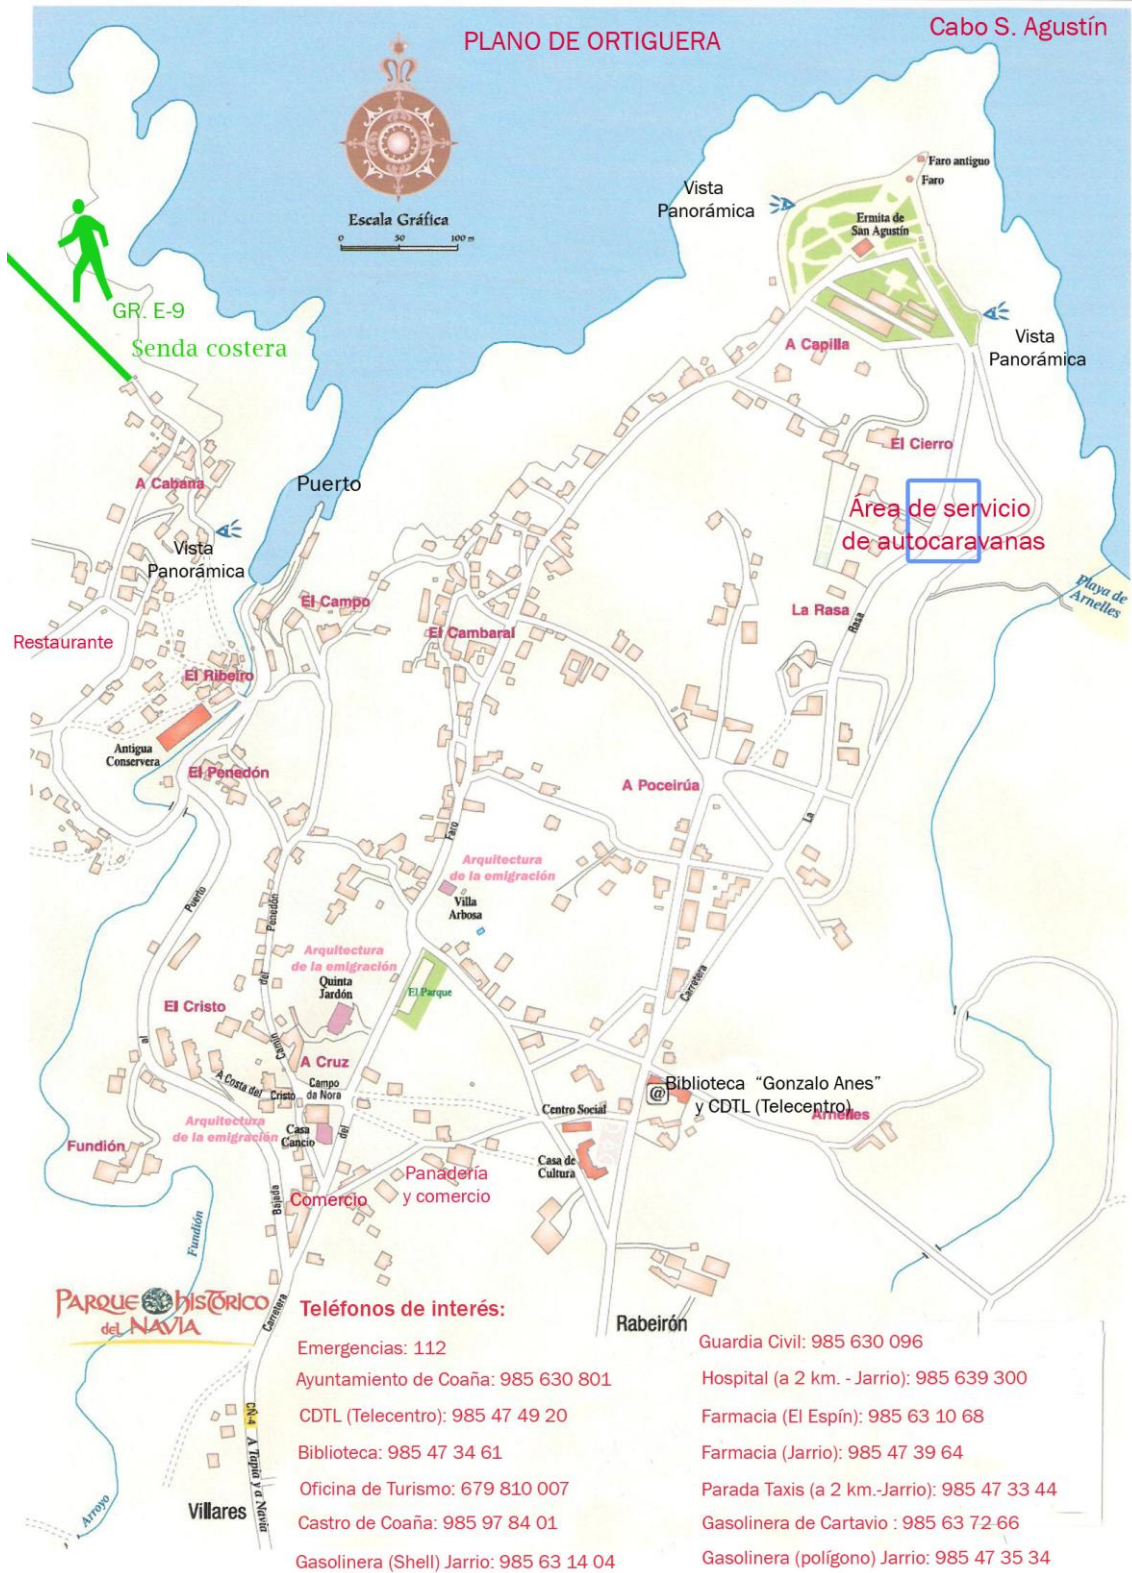 PLANO DE ORTIGUERA
Cabo S. Agustín
Escala Gráfica
0 50 100 m
Faro antiguo
Faro
Vista
Panorámica
Ermita de
San Agustín
GR. E-9
Senda costera
Vista
Panorámica
A Capilla
El Cierro
A Cabana
Puerto
Área de servicio
de autocaravanas
Vista
Panorámica
Playa de
Arnelles
El Campo
La Rasa
Rasa
El Cambaral
Restaurante
El Ribeiro
Antigua
Conservera
El Penedón
A Poceirúa
La
Faro
Arquitectura
de la emigración
Villa
Arbosa
Puerto
Penedón
Arquitectura
de la emigración
Quinta
Jardón
El Parque
del
Carretera
El Cristo
al
Camín
A Cruz
A Costa del
Cristo
Campo
da Nora
Biblioteca "Gonzalo Anes"
@
y CDTL (Telecentro)
Arnelles
Centro Social
Arquitectura
de la emigración
Casa
Cancio
del
Fundión
Casa de
Cultura
Panadería
y comercio
Comercio
Bajada
Fundión
Carretera
PARQUE HISTÓRICO
del NAVIA
Rabeirón
Teléfonos de interés:
Emergencias: 112
Ayuntamiento de Coaña: 985 630 801
CDTL (Telecentro): 985 47 49 20
Biblioteca: 985 47 34 61
Oficina de Turismo: 679 810 007
Castro de Coaña: 985 97 84 01
Gasolinera (Shell) Jarrio: 985 63 14 04
Guardia Civil: 985 630 096
Hospital (a 2 km. - Jarrio): 985 639 300
Farmacia (El Espín): 985 63 10 68
Farmacia (Jarrio): 985 47 39 64
Parada Taxis (a 2 km.-Jarrio): 985 47 33 44
Gasolinera de Cartavio : 985 63 72 66
Gasolinera (polígono) Jarrio: 985 47 35 34
CÑ-4
A Tapia y a Navia
Villares
Arroyo